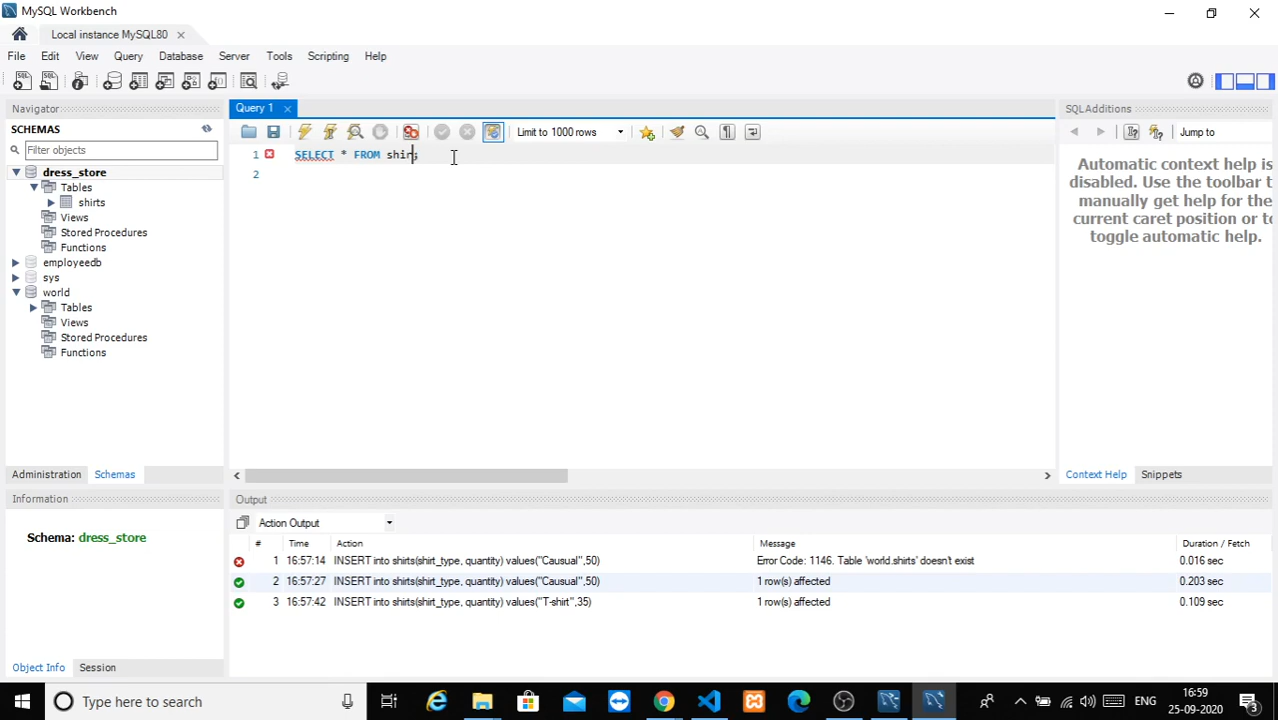 MySQL Workbench
Local instance MySQL80
File Edit View Query Database Server Tools Scripting Help
Navigator
SCHEMAS
Filter objects
dress_store
Tables
shirts
Views
Stored Procedures
Functions
employeedb
sys
world
Tables
Views
Stored Procedures
Functions
Administration Schemas
Information
Schema: dress_store
Object Info Session
Query 1
Limit to 1000 rows
1 SELECT * FROM shir;
2
SQLAdditions
Jump to
Automatic context help is
disabled. Use the toolbar t
manually get help for the
current caret position or to
toggle automatic help.
Context Help Snippets
Output
Action Output
# Time Action Message Duration / Fetch
1 16:57:14 INSERT into shirts(shirt_type, quantity) values("Causual",50) Error Code: 1146. Table 'world.shirts' doesn't exist 0.016 sec
2 16:57:27 INSERT into shirts(shirt_type, quantity) values("Causual",50) 1 row(s) affected 0.203 sec
3 16:57:42 INSERT into shirts(shirt_type, quantity) values("T-shirt",35) 1 row(s) affected 0.109 sec
Type here to search
ENG
16:59
25-09-2020
3